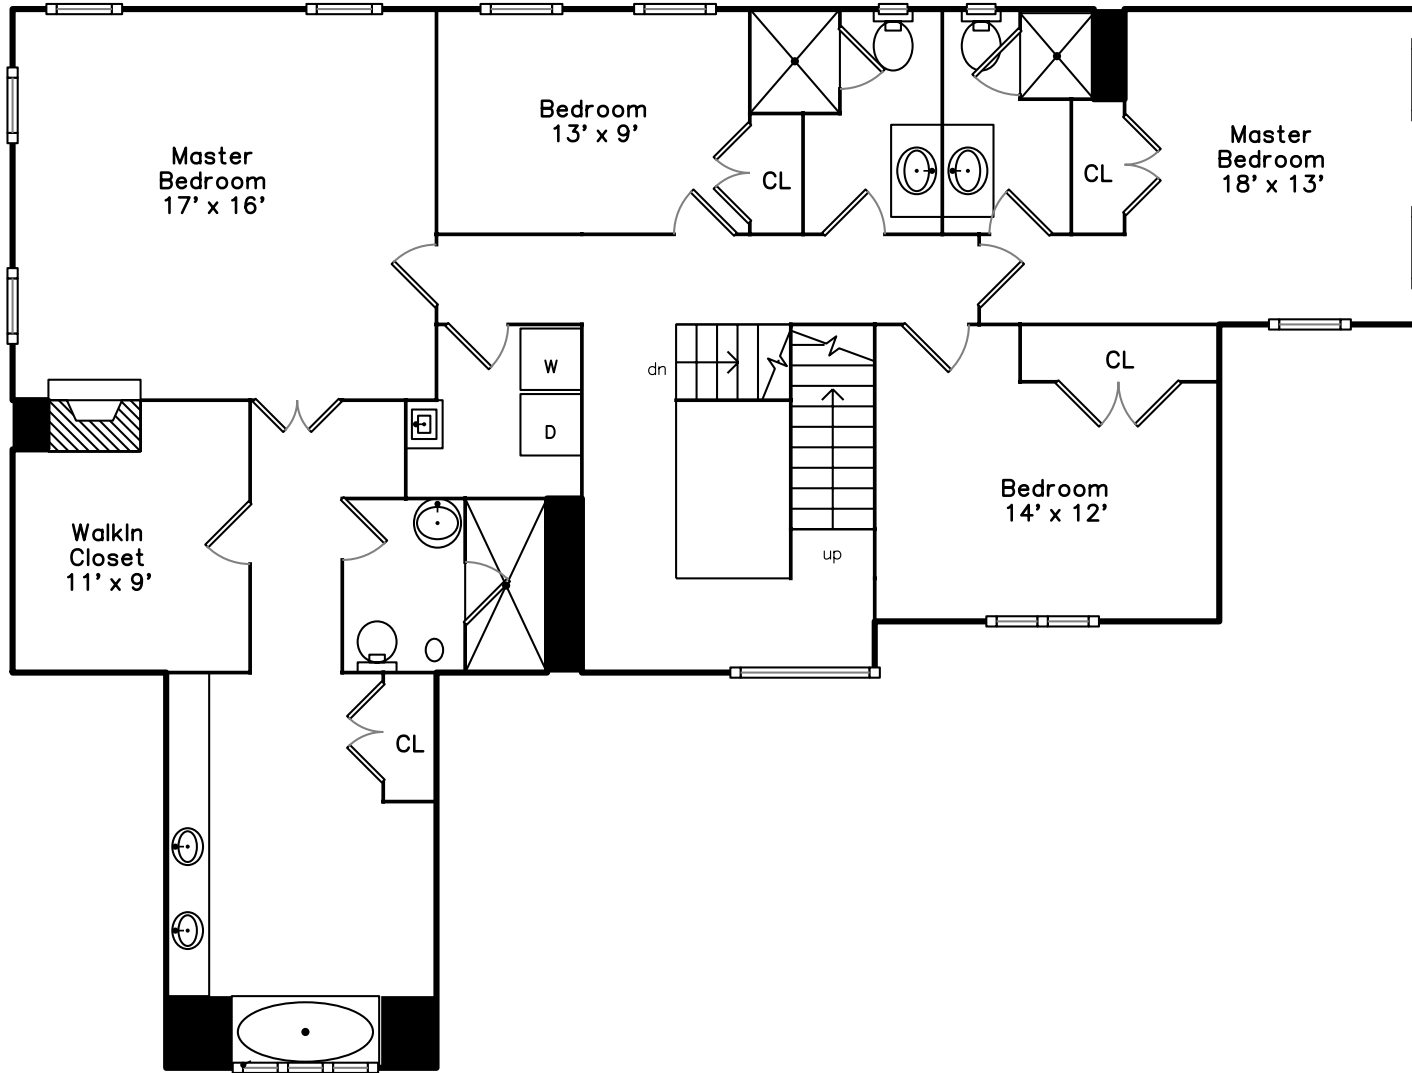 Master
Bedroom
17' x 16'
Bedroom
13' x 9'
CL
CL
Master
Bedroom
18' x 13'
W
D
dn
up
CL
Bedroom
14' x 12'
WalkIn
Closet
11' x 9'
CL